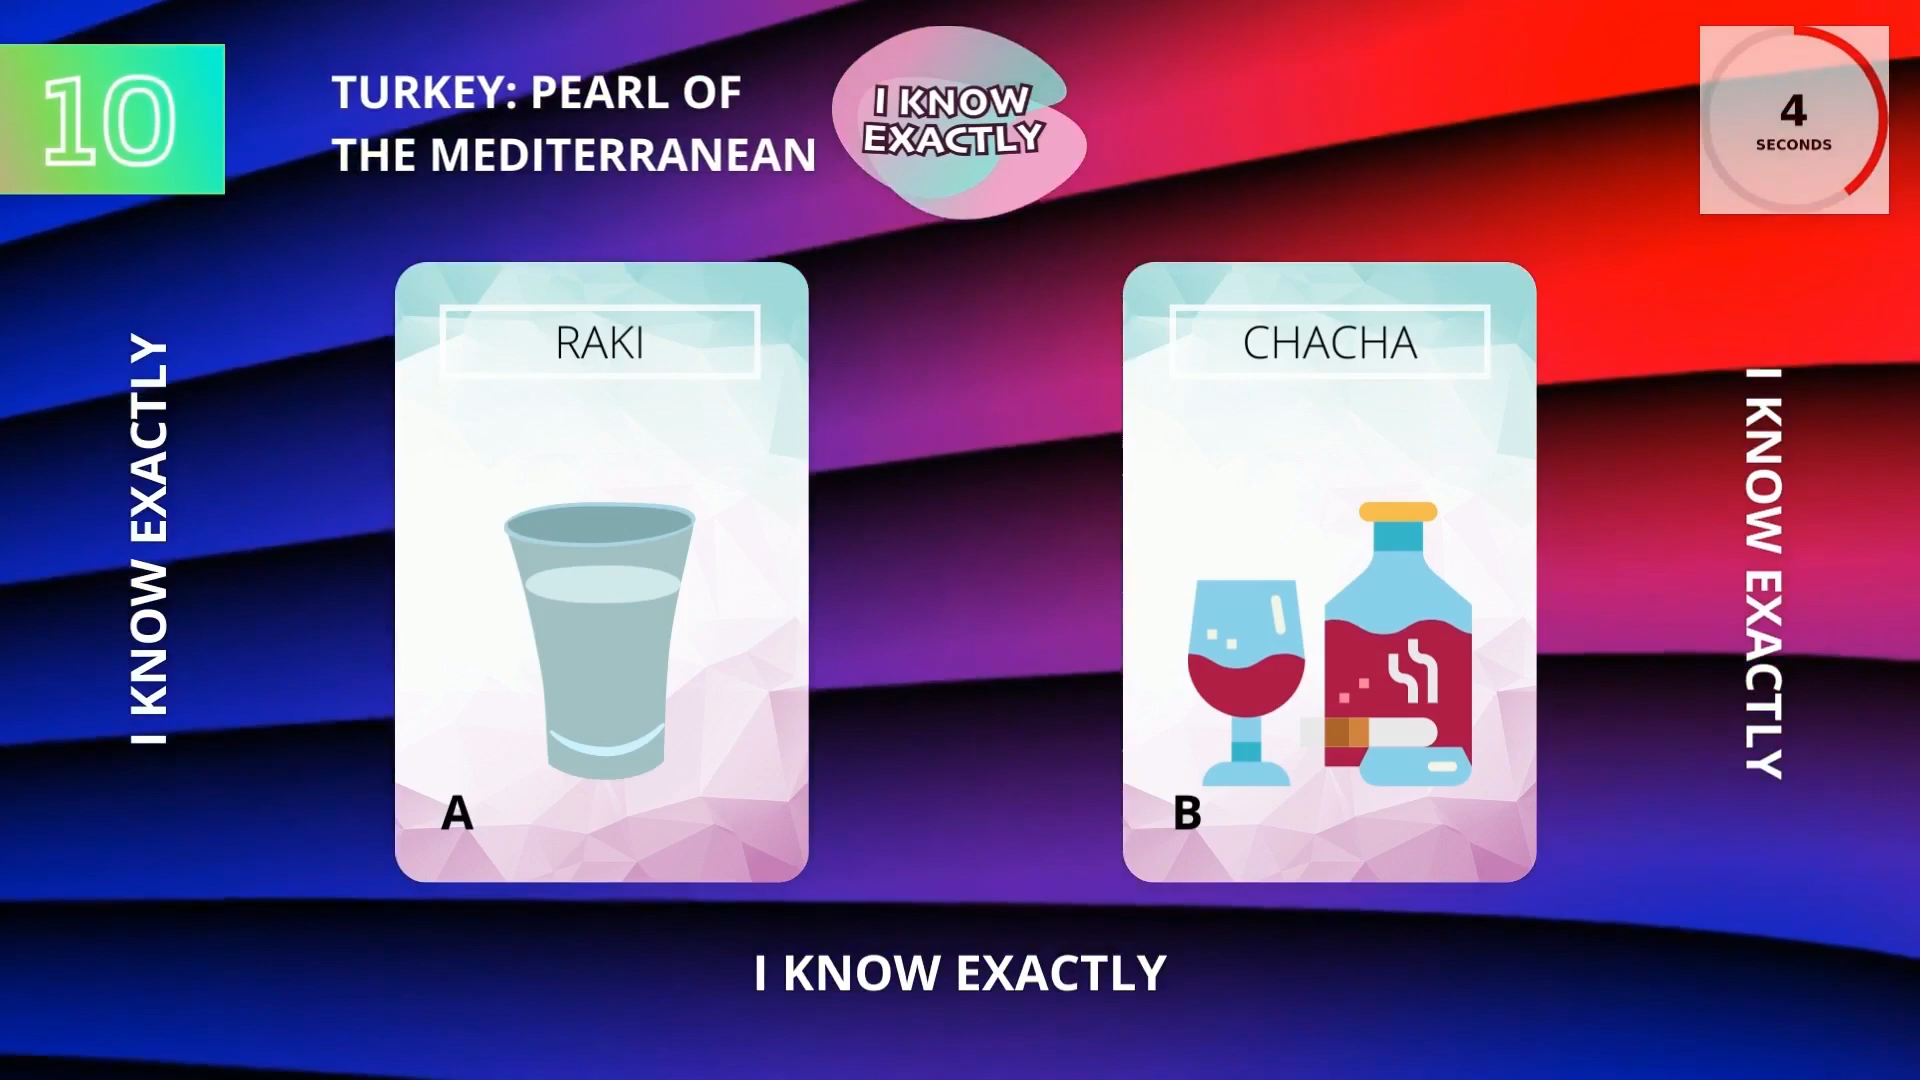 10
TURKEY: PEARL OF
THE MEDITERRANEAN
I KNOW
EXACTLY
4
SECONDS
I KNOW EXACTLY
RAKI
A
CHACHA
B
I KNOW EXACTLY
I KNOW EXACTLY